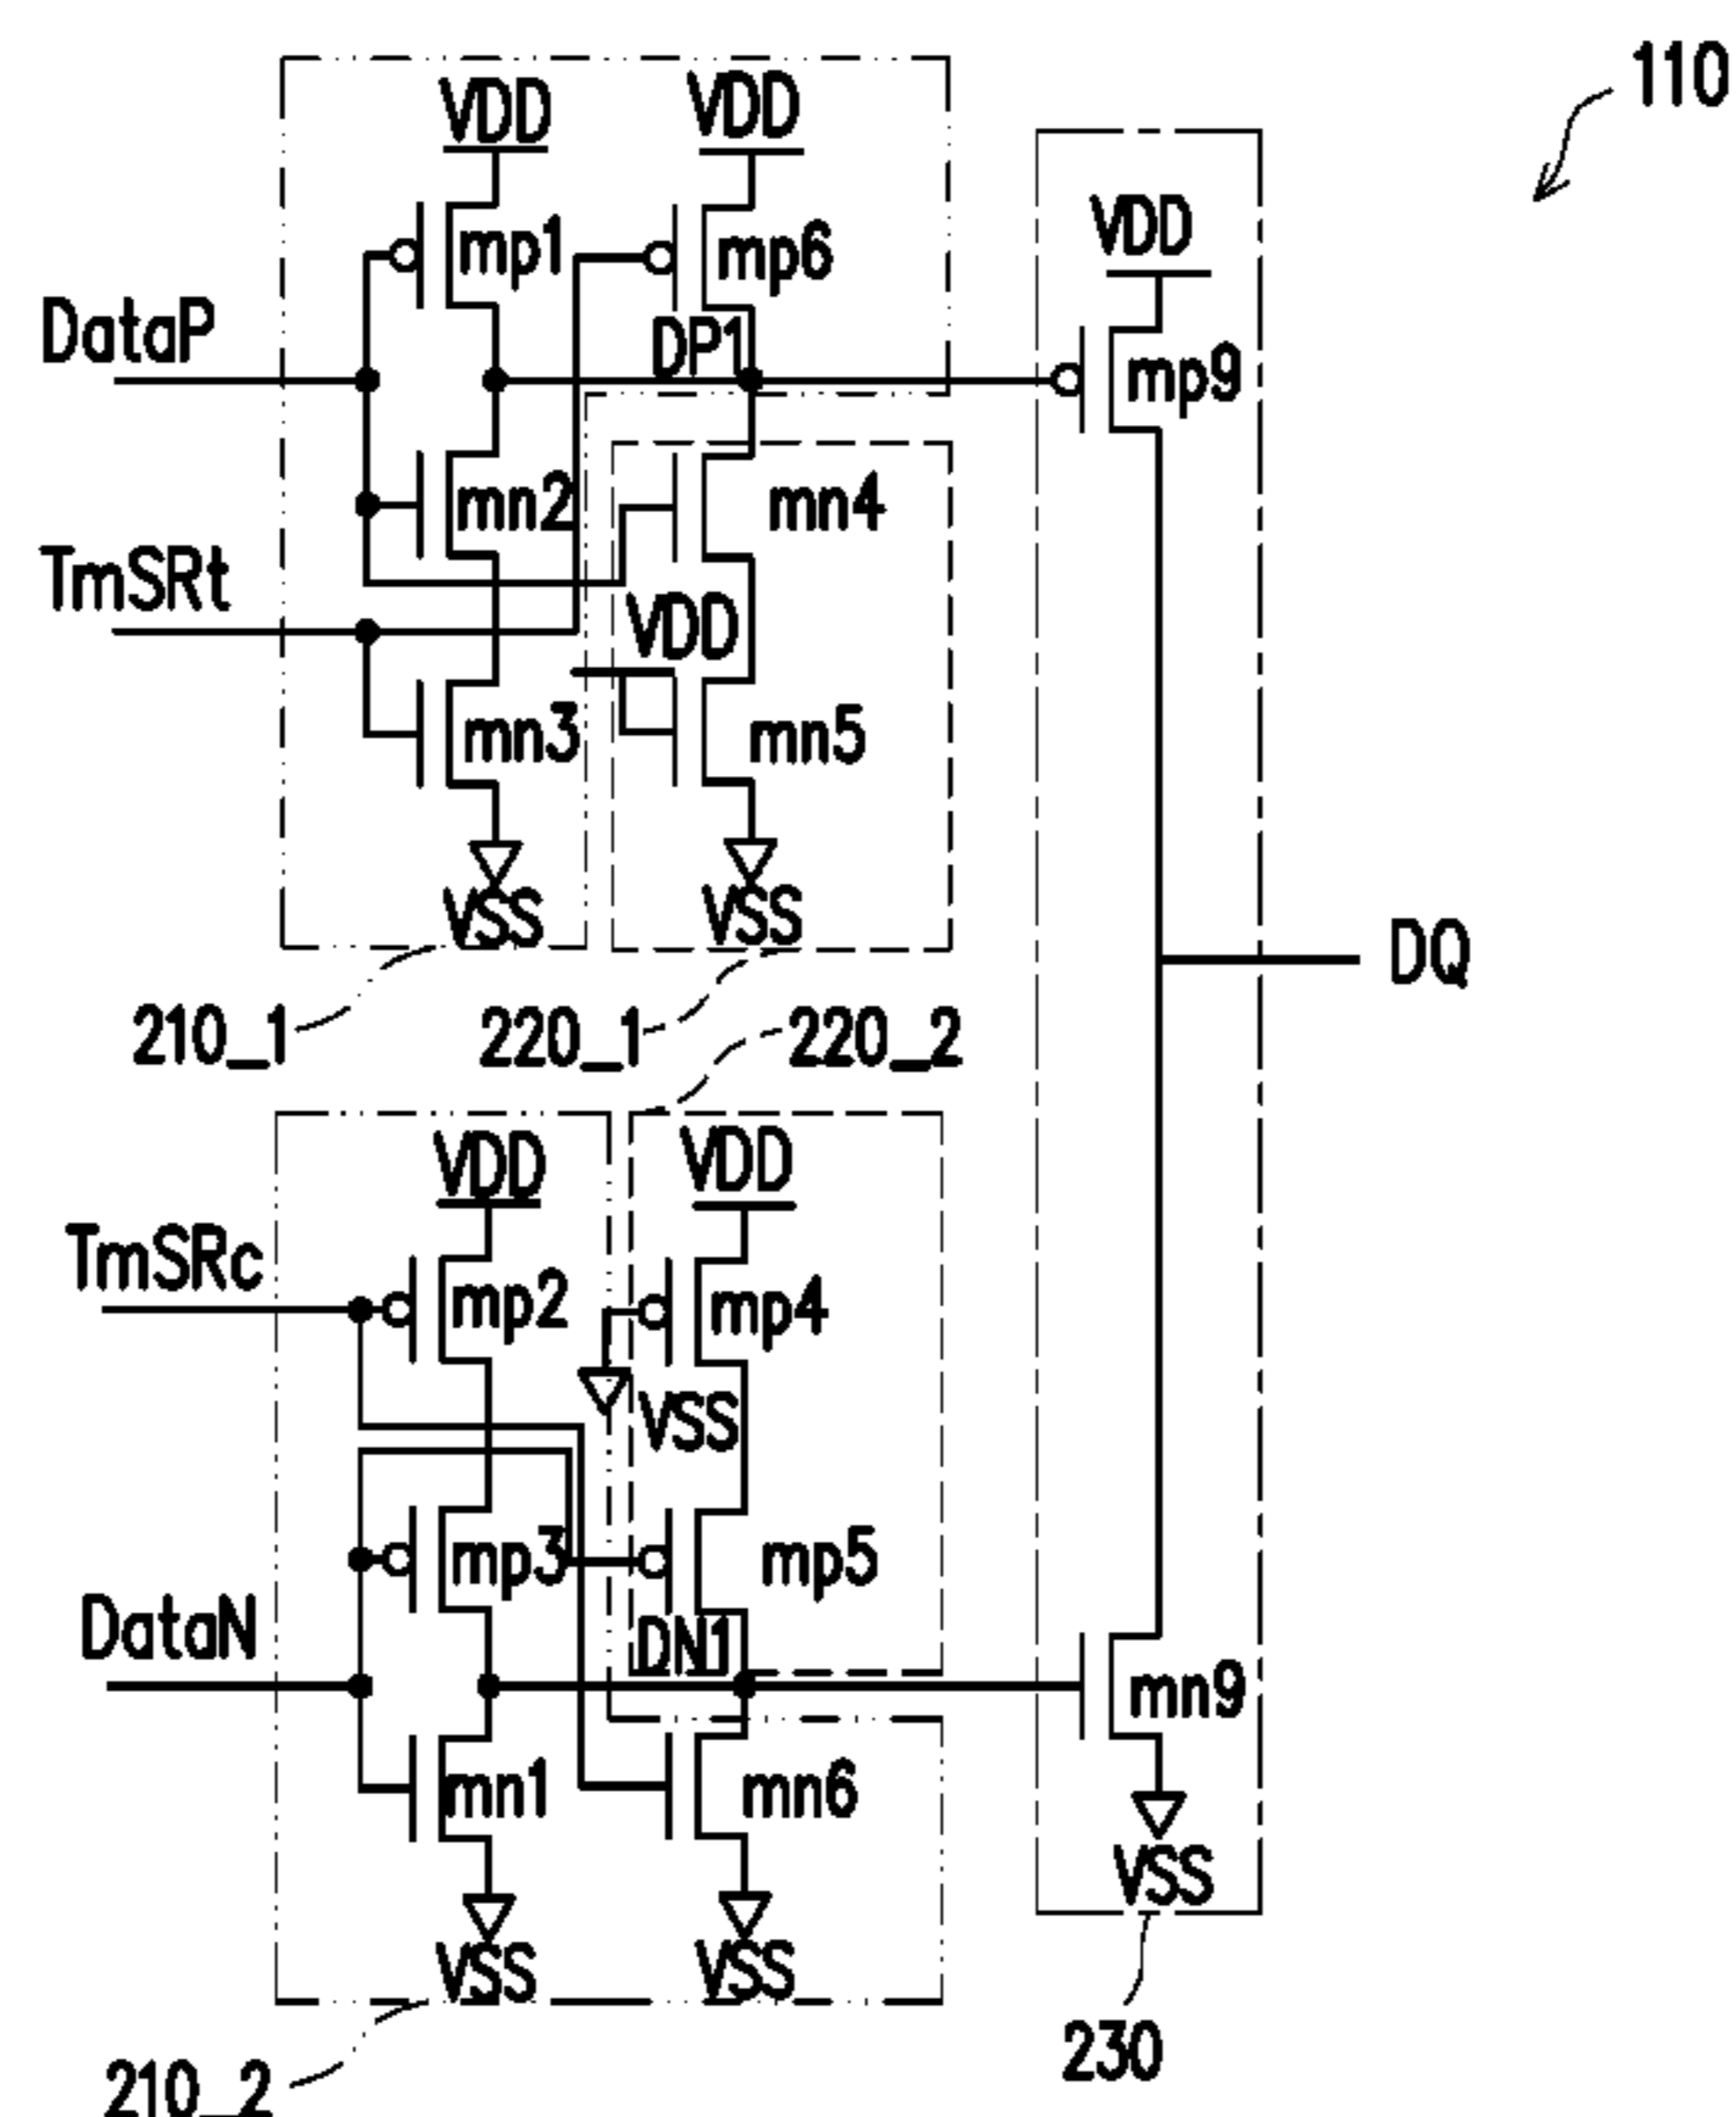 110
VDD
VDD
VDD
mp1
mp6
DataP
DP1
mp9
mn2
mn4
TmSRt
VDD
mn3
mn5
VSS
VSS
DQ
210_1
220_1
220_2
VDD
VDD
TmSRc
mp2
mp4
VSS
mp3
mp5
DataN
DN1
mn9
mn1
mn6
VSS
VSS
VSS
230
210_2